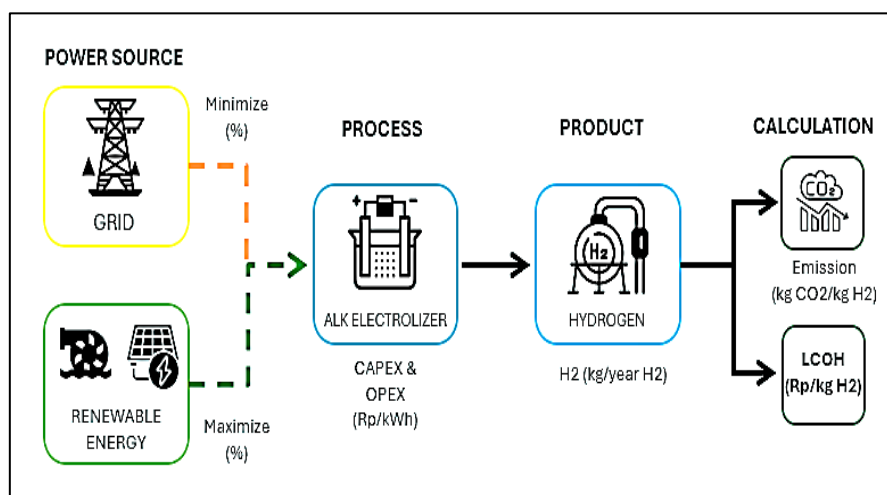 POWER SOURCE
GRID
Minimize
(%)
RENEWABLE
ENERGY
Maximize
(%)
PROCESS
+ −
ALK ELECTROLIZER
CAPEX &
OPEX
(Rp/kWh)
PRODUCT
H2
HYDROGEN
H2 (kg/year H2)
CALCULATION
CO2
Emission
(kg CO2/kg H2)
LCOH
(Rp/kg H2)